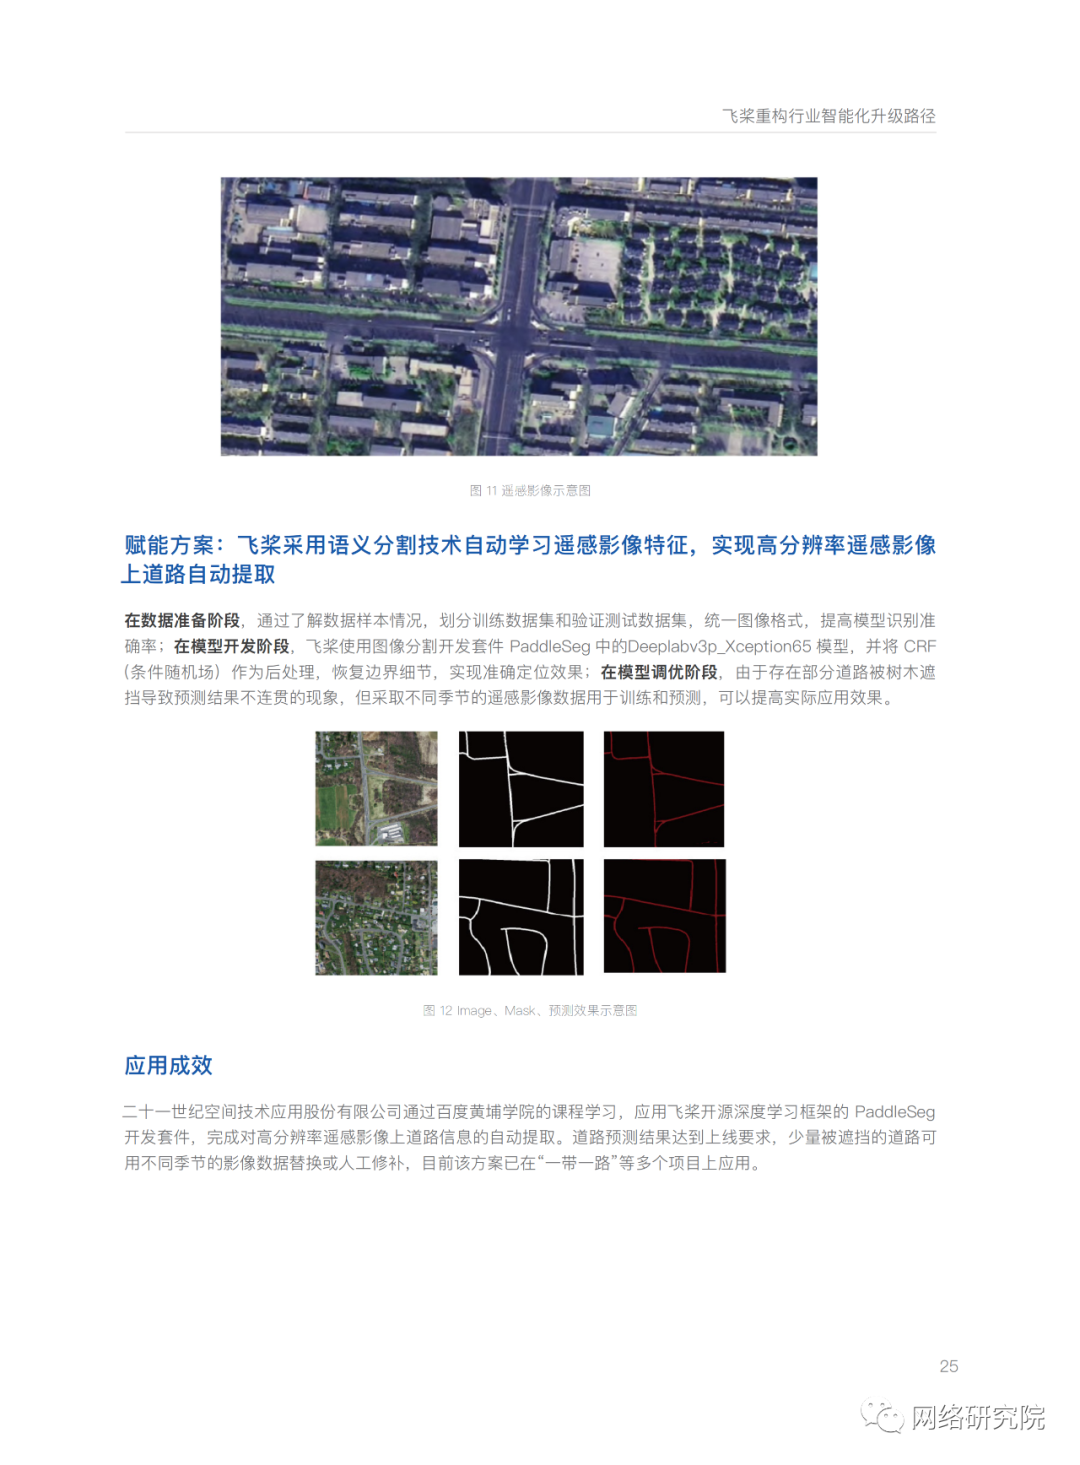 飞桨重构行业智能化升级路径
图 11 遥感影像示意图
赋能方案：飞桨采用语义分割技术自动学习遥感影像特征，实现高分辨率遥感影像
上道路自动提取
在数据准备阶段，通过了解数据样本情况，划分训练数据集和验证测试数据集，统一图像格式，提高模型识别准
确率；在模型开发阶段，飞桨使用图像分割开发套件 PaddleSeg 中的Deeplabv3p_Xception65 模型，并将 CRF
(条件随机场）作为后处理，恢复边界细节，实现准确定位效果；在模型调优阶段，由于存在部分道路被树木遮
挡导致预测结果不连贯的现象，但采取不同季节的遥感影像数据用于训练和预测，可以提高实际应用效果。
图 12 Image、Mask、预测效果示意图
应用成效
二十一世纪空间技术应用股份有限公司通过百度黄埔学院的课程学习，应用飞桨开源深度学习框架的 PaddleSeg
开发套件，完成对高分辨率遥感影像上道路信息的自动提取。道路预测结果达到上线要求，少量被遮挡的道路可
用不同季节的影像数据替换或人工修补，目前该方案已在“一带一路”等多个项目上应用。
25
网络研究院